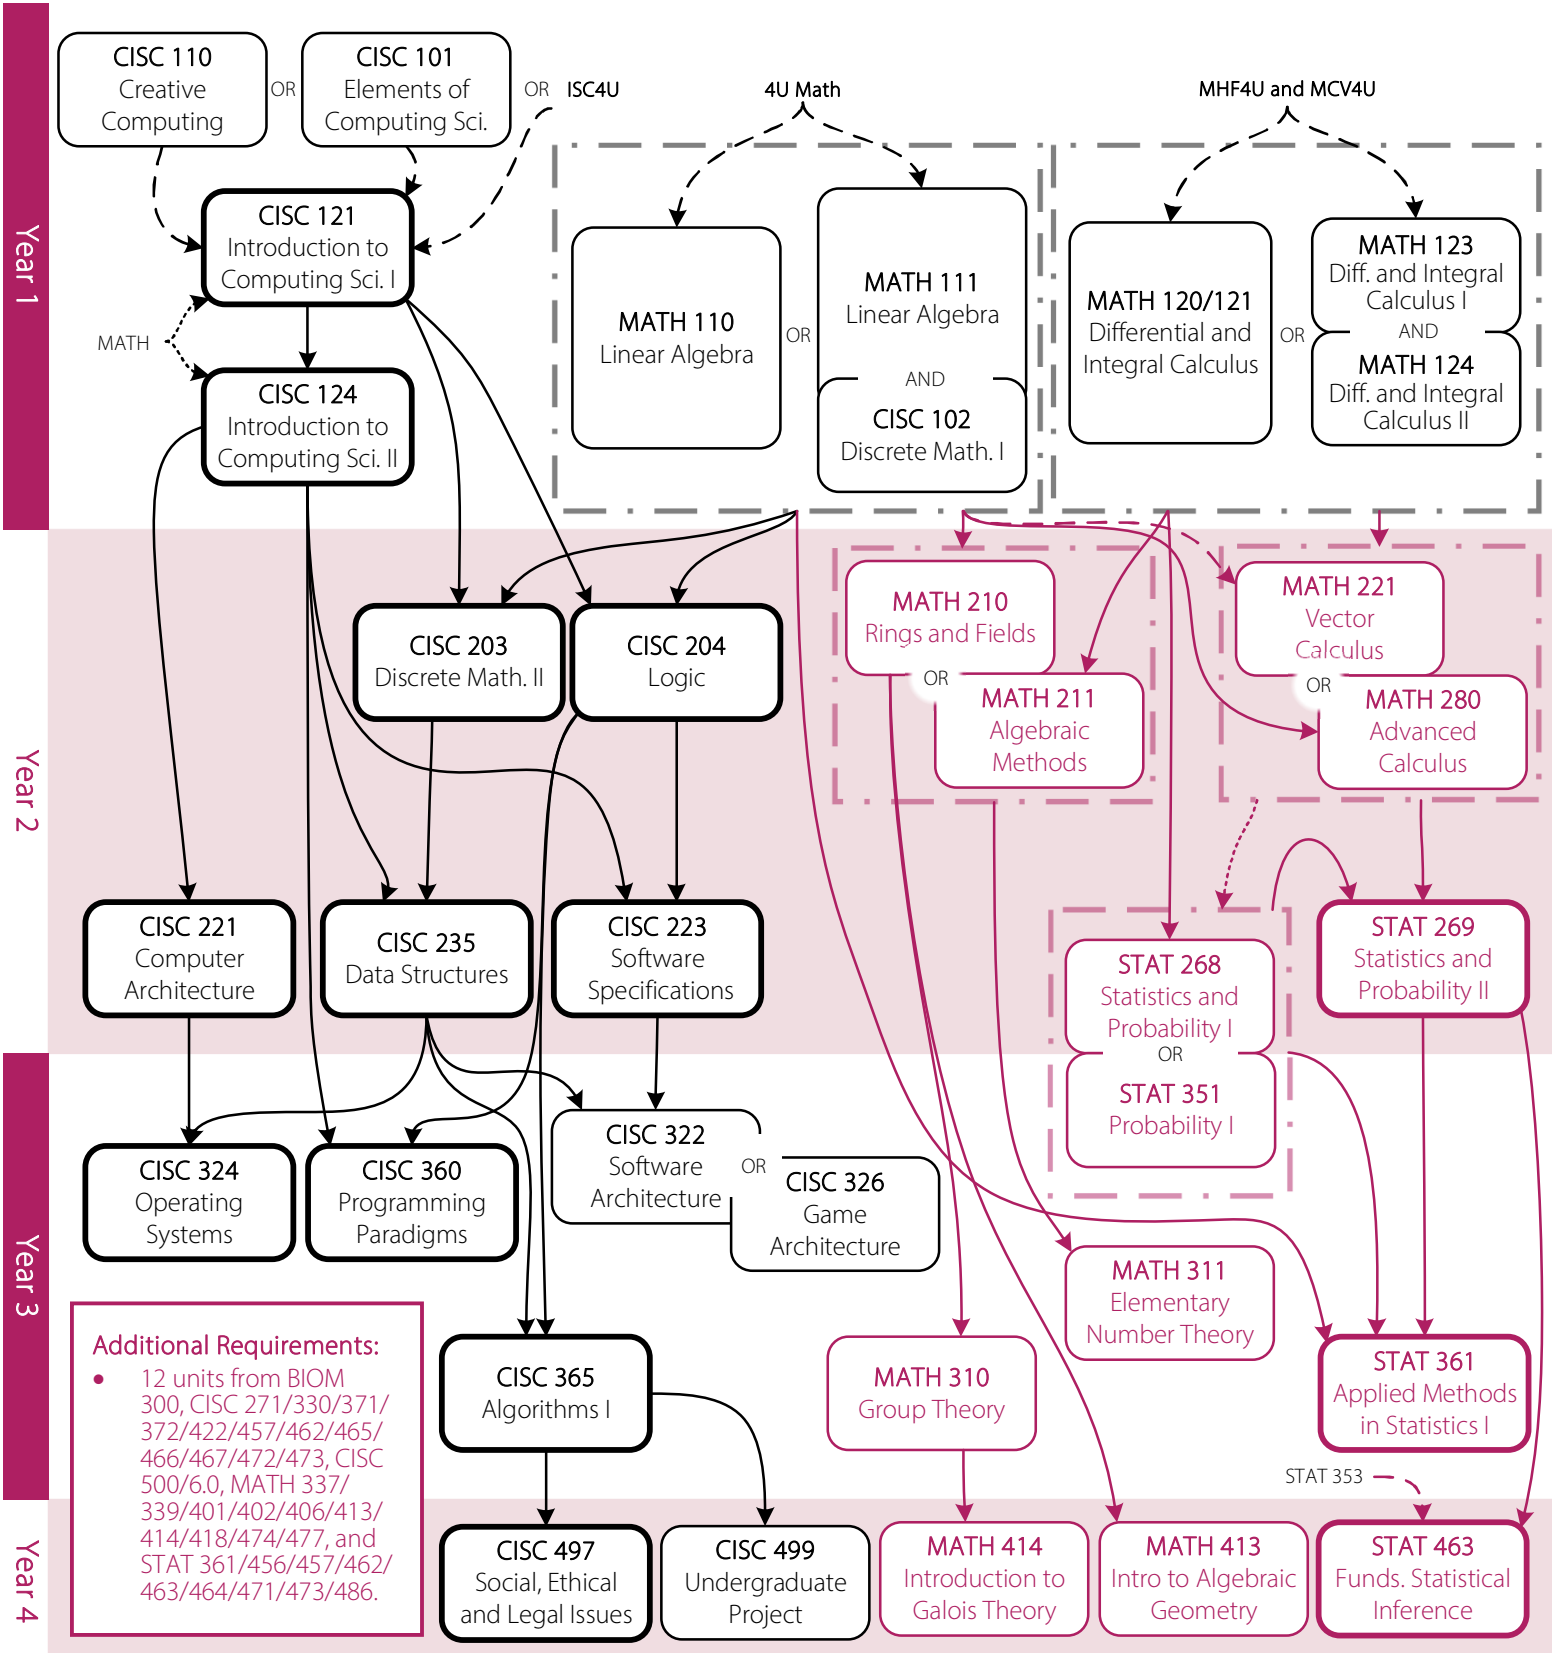 Year 1
CISC 110
Creative
Computing
OR
CISC 101
Elements of
Computing Sci.
OR ISC4U
4U Math
MHF4U and MCV4U
CISC 121
Introduction to
Computing Sci. I
MATH
CISC 124
Introduction to
Computing Sci. II
MATH 110
Linear Algebra
OR
MATH 111
Linear Algebra
AND
CISC 102
Discrete Math. I
MATH 120/121
Differential and
Integral Calculus
OR
MATH 123
Diff. and Integral
Calculus I
AND
MATH 124
Diff. and Integral
Calculus II
Year 2
CISC 203
Discrete Math. II
CISC 204
Logic
MATH 210
Rings and Fields
OR
MATH 211
Algebraic
Methods
MATH 221
Vector
Calculus
OR
MATH 280
Advanced
Calculus
CISC 221
Computer
Architecture
CISC 235
Data Structures
CISC 223
Software
Specifications
STAT 268
Statistics and
Probability I
OR
STAT 351
Probability I
STAT 269
Statistics and
Probability II
Year 3
CISC 324
Operating
Systems
CISC 360
Programming
Paradigms
CISC 322
Software
Architecture
OR
CISC 326
Game
Architecture
MATH 311
Elementary
Number Theory
Additional Requirements:
• 12 units from BIOM
300, CISC 271/330/371/
372/422/457/462/465/
466/467/472/473, CISC
500/6.0, MATH 337/
339/401/402/406/413/
414/418/474/477, and
STAT 361/456/457/462/
463/464/471/473/486.
CISC 365
Algorithms I
MATH 310
Group Theory
STAT 361
Applied Methods
in Statistics I
STAT 353
Year 4
CISC 497
Social, Ethical
and Legal Issues
CISC 499
Undergraduate
Project
MATH 414
Introduction to
Galois Theory
MATH 413
Intro to Algebraic
Geometry
STAT 463
Funds. Statistical
Inference